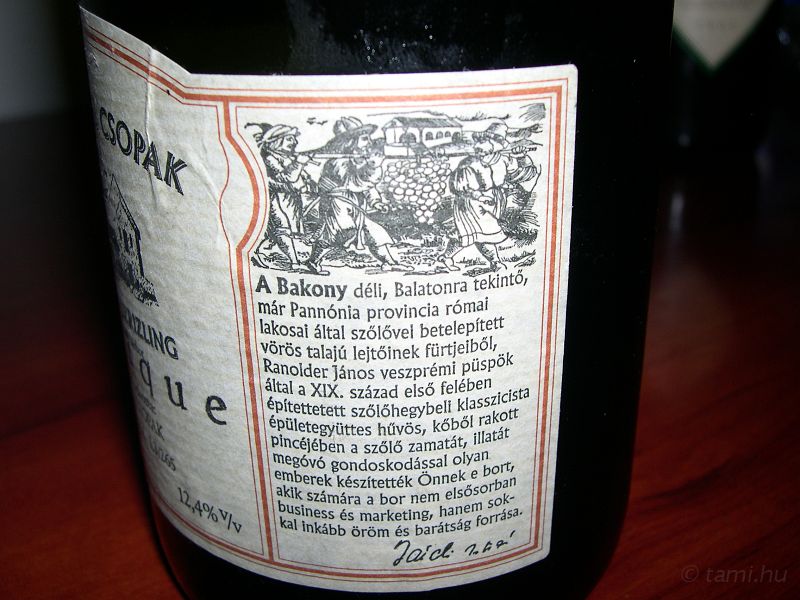 CSOPAK
RIZLING
que
12,4% v/v
A Bakony déli, Balatonra tekintő,
már Pannónia provincia római
lakosai által szőlővel betelepített
vörös talajú lejtőinek fürtjeiből,
Ranolder János veszprémi püspök
által a XIX. század első felében
építettetett szőlőhegybeli klasszicista
épületegyüttes hűvös, kőből rakott
pincéjében a szőlő zamatát, illatát
megóvó gondoskodással olyan
emberek készítették Önnek e bort,
akik számára a bor nem elsősorban
business és marketing, hanem sok-
kal inkább öröm és barátság forrása.
© tami.hu